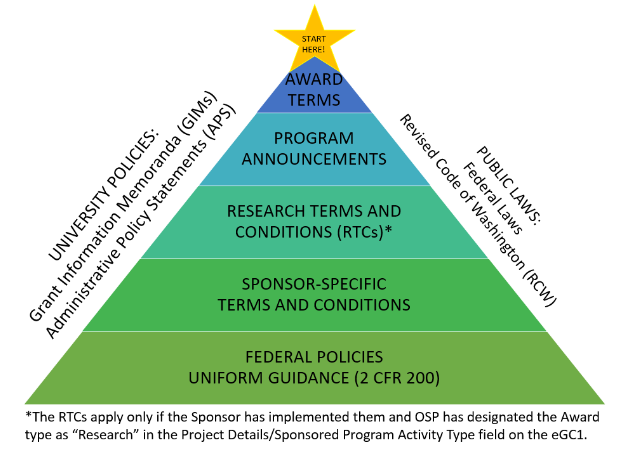 START
HERE!
AWARD
TERMS
PROGRAM
ANNOUNCEMENTS
RESEARCH TERMS AND
CONDITIONS (RTCs)*
SPONSOR-SPECIFIC
TERMS AND CONDITIONS
FEDERAL POLICIES
UNIFORM GUIDANCE (2 CFR 200)
UNIVERSITY POLICIES:
Grant Information Memoranda (GIMs)
Administrative Policy Statements (APS)
PUBLIC LAWS:
Federal Laws
Revised Code of Washington (RCW)
*The RTCs apply only if the Sponsor has implemented them and OSP has designated the Award
type as “Research” in the Project Details/Sponsored Program Activity Type field on the eGC1.